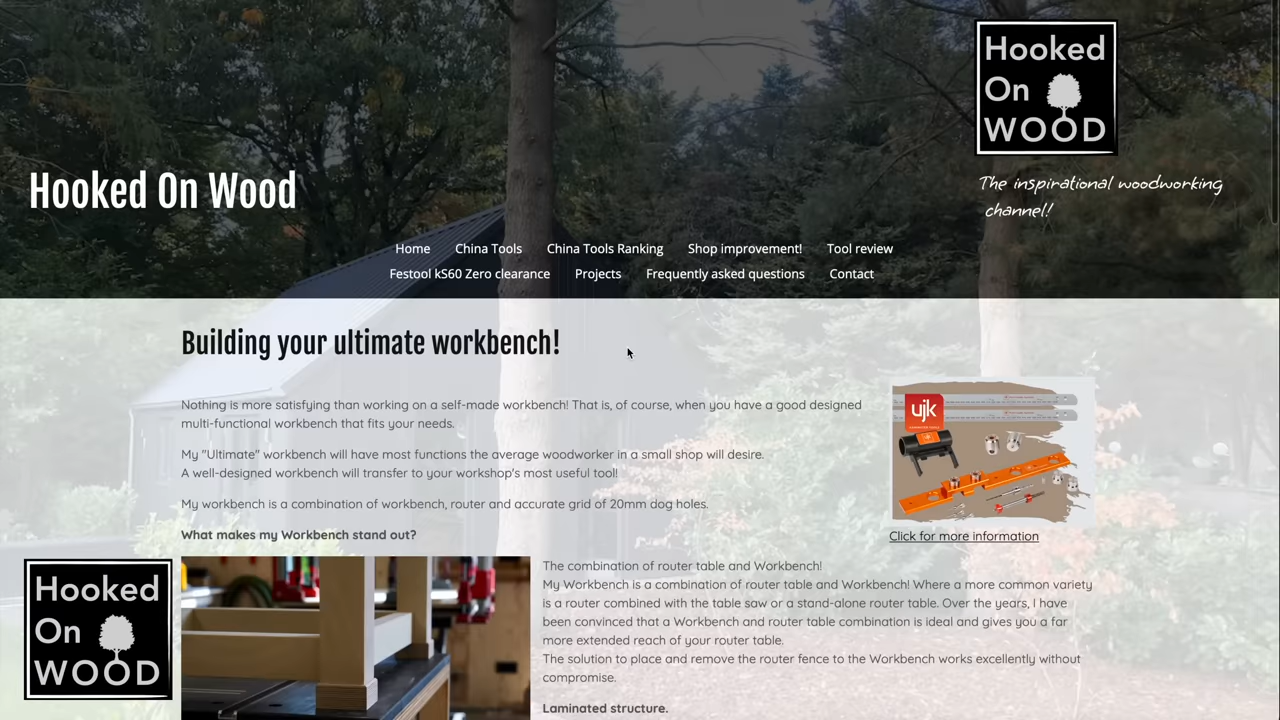 Hooked
On
WOOD
The inspirational woodworking
channel!
Hooked On Wood
Home China Tools China Tools Ranking Shop improvement! Tool review
Festool kS60 Zero clearance Projects Frequently asked questions Contact
Building your ultimate workbench!
Nothing is more satisfying than working on a self-made workbench! That is, of course, when you have a good designed
multi-functional workbench that fits your needs.
My "Ultimate" workbench will have most functions the average woodworker in a small shop will desire.
A well-designed workbench will transfer to your workshop's most useful tool!
My workbench is a combination of workbench, router and accurate grid of 20mm dog holes.
What makes my Workbench stand out?
ujk
Click for more information
The combination of router table and Workbench!
My Workbench is a combination of router table and Workbench! Where a more common variety
is a router combined with the table saw or a stand-alone router table. Over the years, I have
been convinced that a Workbench and router table combination is ideal and gives you a far
more extended reach of your router table.
The solution to place and remove the router fence to the Workbench works excellently without
compromise.
Laminated structure.
Hooked
On
WOOD